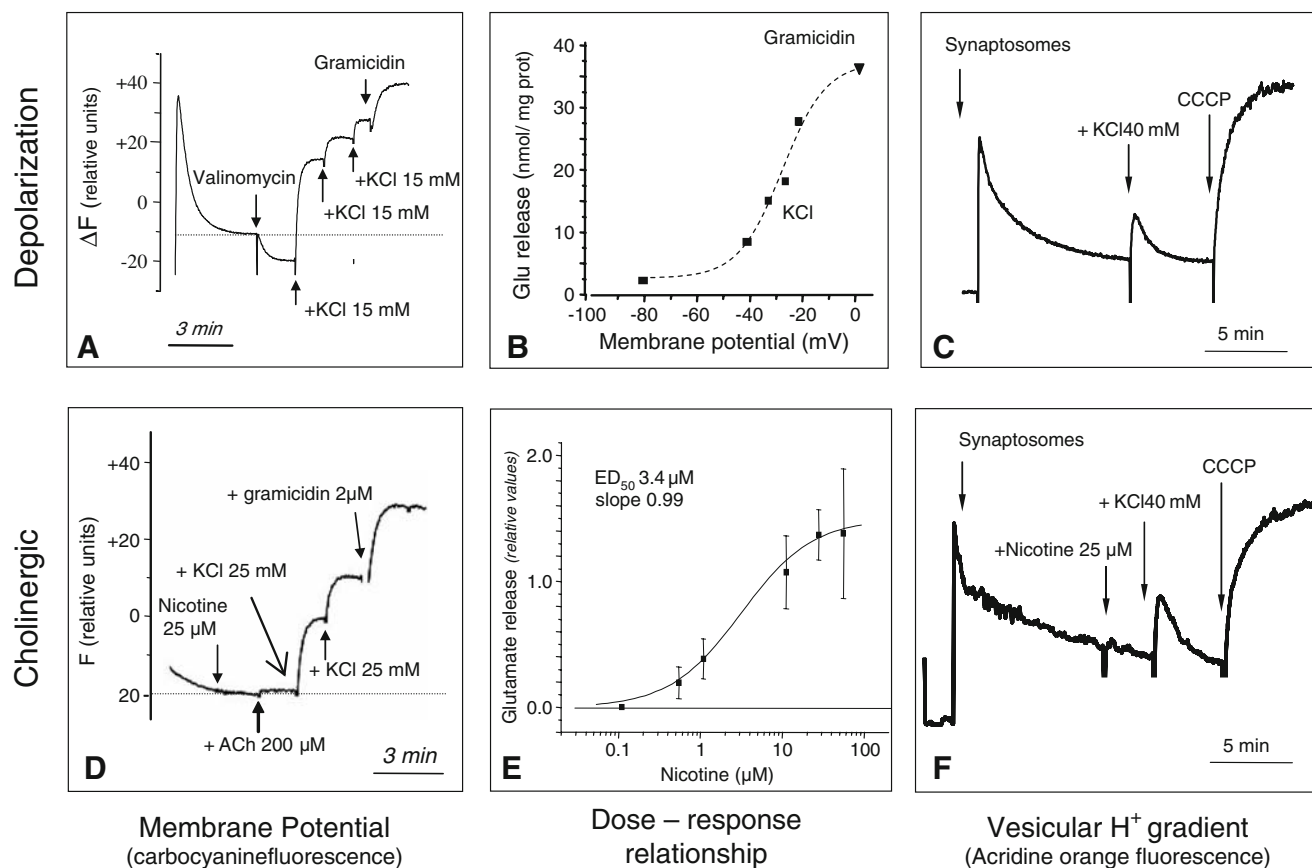 Depolarization
ΔF (relative units)
+40
+20
0
-20
Gramicidin
Valinomycin
+KCl 15 mM
+KCl 15 mM
+KCl 15 mM
3 min
A
Glu release (nmol/ mg prot)
40
35
30
25
20
15
10
5
0
Gramicidin
KCl
-100 -80 -60 -40 -20 0
Membrane potential (mV)
B
Synaptosomes
CCCP
+ KCl40 mM
5 min
C
Cholinergic
F (relative units)
+40
+20
0
20
+ gramicidin 2µM
+ KCl 25 mM
Nicotine
25 µM
+ KCl 25 mM
+ ACh 200 µM
3 min
D
Glutamate release (relative values)
2.0
1.0
0.0
ED50 3.4 µM
slope 0.99
0.1 1 10 100
Nicotine (µM)
E
Synaptosomes
CCCP
+ KCl40 mM
+Nicotine 25 µM
5 min
F
Membrane Potential
(carbocyaninefluorescence)
Dose – response
relationship
Vesicular H⁺ gradient
(Acridine orange fluorescence)